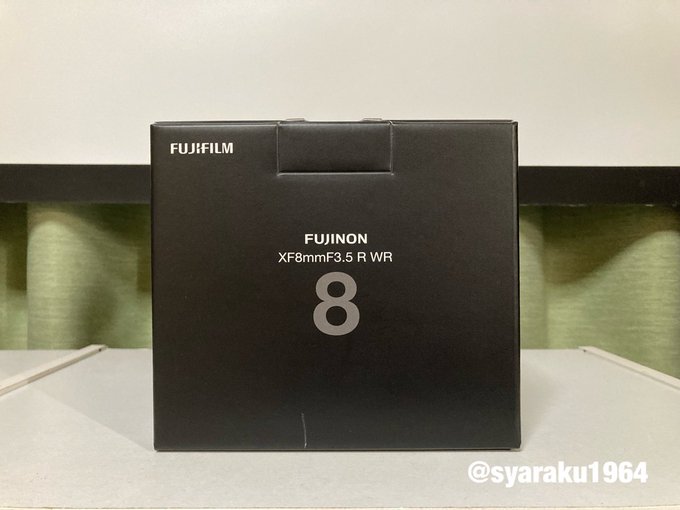 FUJIFILM
FUJINON
XF8mmF3.5 R WR
8
@syaraku1964